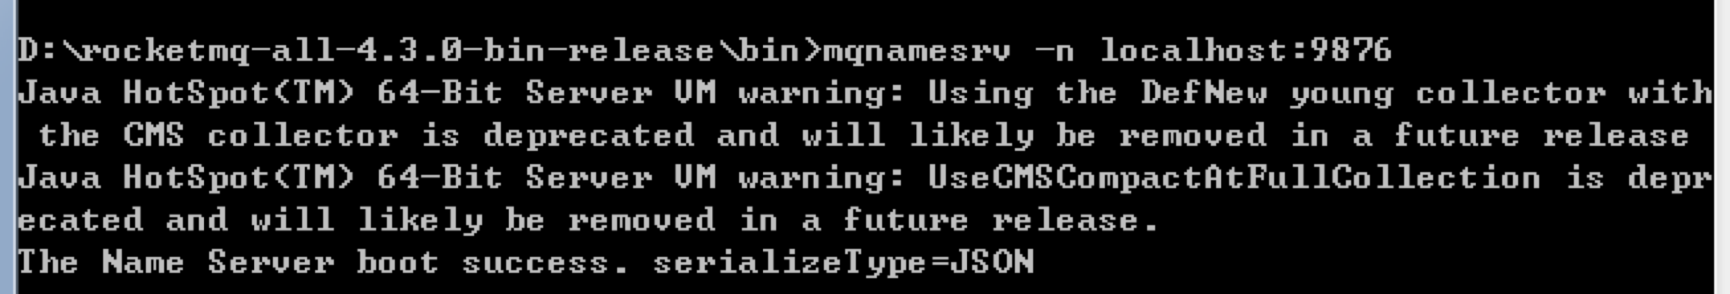 D:\rocketmq-all-4.3.0-bin-release\bin>mqnamesrv -n localhost:9876
Java HotSpot(TM) 64-Bit Server VM warning: Using the DefNew young collector with
 the CMS collector is deprecated and will likely be removed in a future release
Java HotSpot(TM) 64-Bit Server VM warning: UseCMSCompactAtFullCollection is depr
ecated and will likely be removed in a future release.
The Name Server boot success. serializeType=JSON